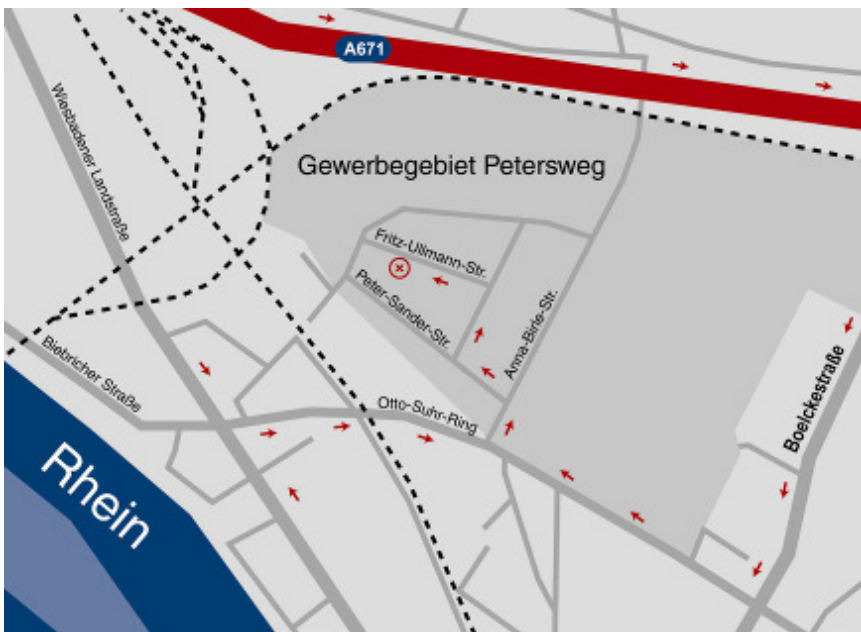 A671
Wiesbadener Landstraße
Gewerbegebiet Petersweg
Fritz-Ullmann-Str.
Peter-Sander-Str.
Anna-Birle-Str.
Biebricher Straße
Otto-Suhr-Ring
Boelckestraße
Rhein